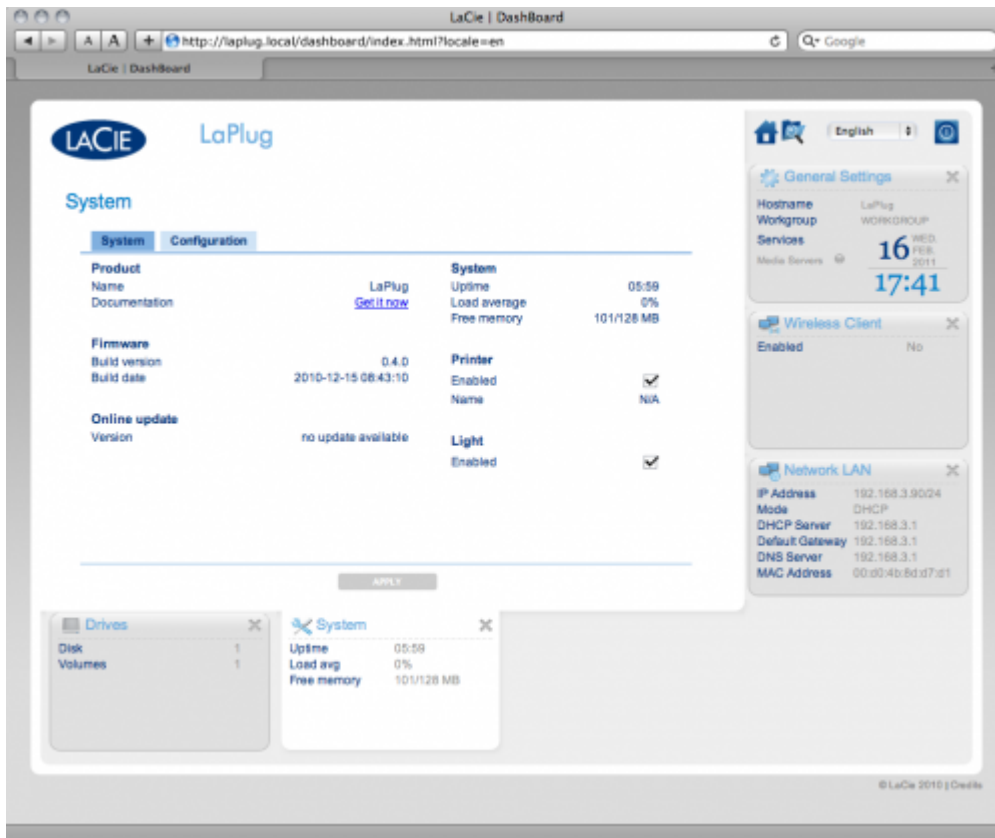 LaCie | DashBoard
A A + http://laplug.local/dashboard/index.html?locale=en Google
LaCie | DashBoard
LACIE LaPlug
English
System
System Configuration
Product
Name LaPlug
Documentation Get it now
Firmware
Build version 0.4.0
Build date 2010-12-15 08:43:10
Online update
Version no update available
System
Uptime 05:59
Load average 0%
Free memory 101/128 MB
Printer
Enabled
Name N/A
Light
Enabled
APPLY
General Settings
Hostname LaPlug
Workgroup WORKGROUP
Services
Media Servers
16 WED. FEB. 2011
17:41
Wireless Client
Enabled No
Network LAN
IP Address 192.168.3.90/24
Mode DHCP
DHCP Server 192.168.3.1
Default Gateway 192.168.3.1
DNS Server 192.168.3.1
MAC Address 00:d0:4b:8d:d7:d1
Drives
Disk 1
Volumes 1
System
Uptime 05:59
Load avg 0%
Free memory 101/128 MB
© LaCie 2010 | Credits